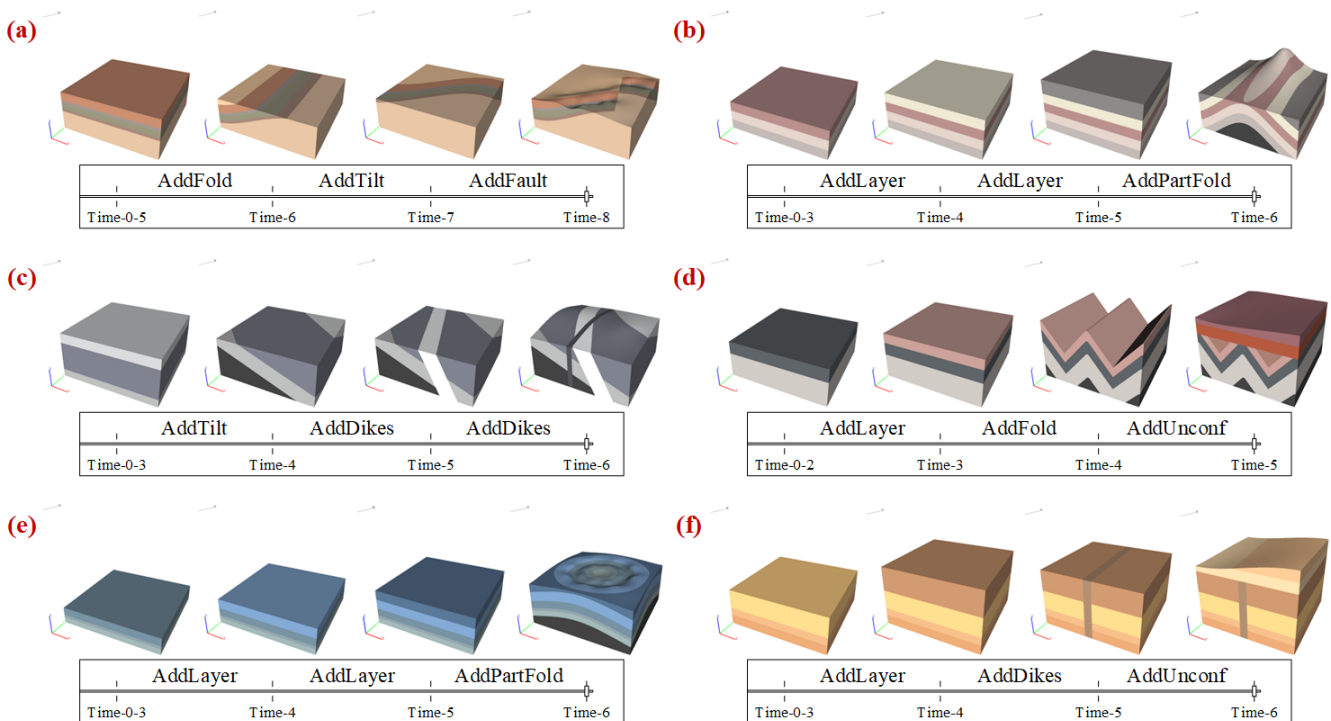 (a)
AddFold AddTilt AddFault
Time-0-5 Time-6 Time-7 Time-8
(b)
AddLayer AddLayer AddPartFold
Time-0-3 Time-4 Time-5 Time-6
(c)
AddTilt AddDikes AddDikes
Time-0-3 Time-4 Time-5 Time-6
(d)
AddLayer AddFold AddUnconf
Time-0-2 Time-3 Time-4 Time-5
(e)
AddLayer AddLayer AddPartFold
Time-0-3 Time-4 Time-5 Time-6
(f)
AddLayer AddDikes AddUnconf
Time-0-3 Time-4 Time-5 Time-6